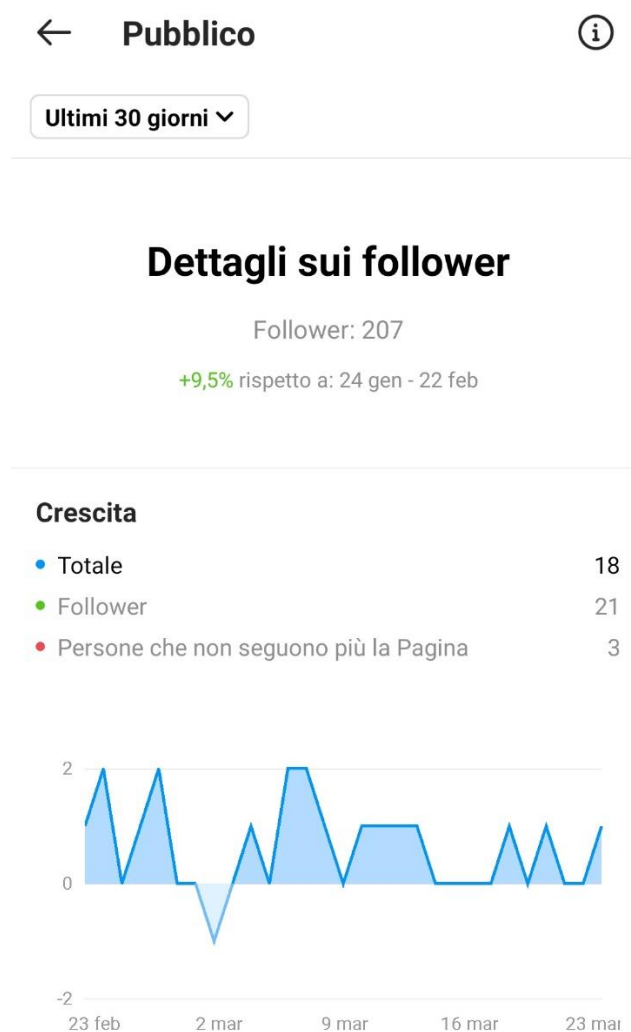 Pubblico
Ultimi 30 giorni
Dettagli sui follower
Follower: 207
+9,5% rispetto a: 24 gen - 22 feb
Crescita
Totale 18
Follower 21
Persone che non seguono più la Pagina 3
2
0
-2
23 feb 2 mar 9 mar 16 mar 23 mar